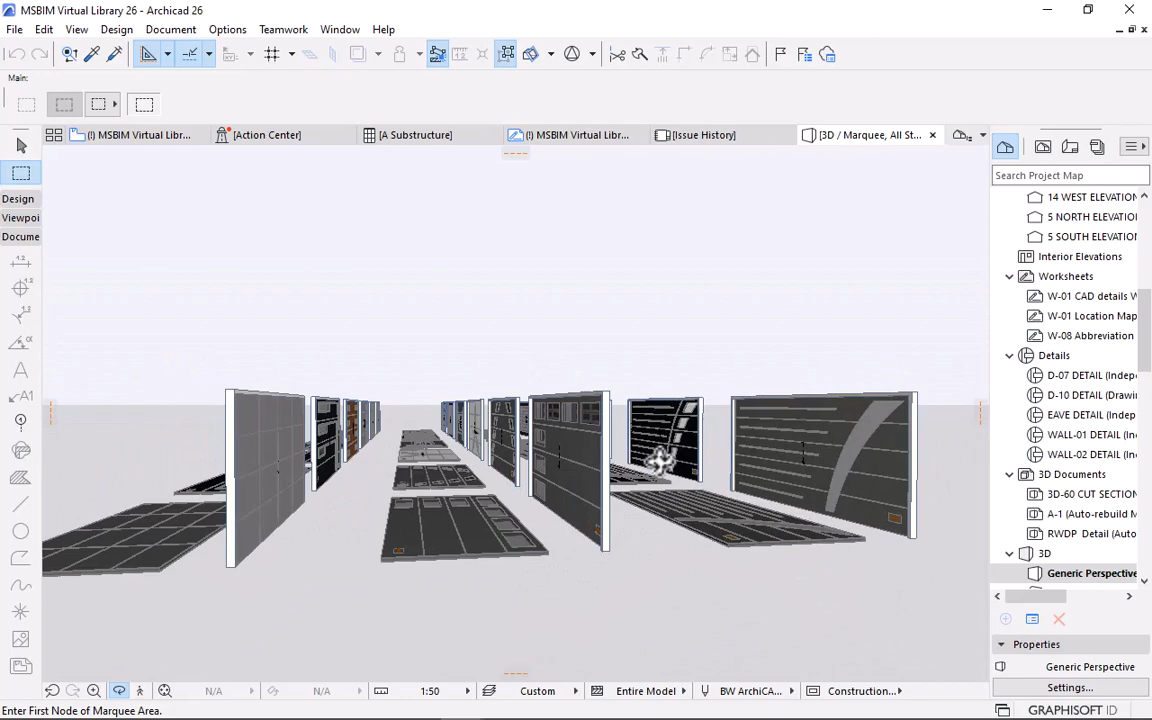 MSBIM Virtual Library 26 - Archicad 26
File Edit View Design Document Options Teamwork Window Help
Main:
(!) MSBIM Virtual Libr... [Action Center] [A Substructure] (!) MSBIM Virtual Libr... [Issue History] [3D / Marquee, All St...
Search Project Map
Design
Viewpoi
Docume
14 WEST ELEVATION
5 NORTH ELEVATIO
5 SOUTH ELEVATIO
Interior Elevations
Worksheets
W-01 CAD details W
W-01 Location Map
W-08 Abbreviation
Details
D-07 DETAIL (Indep
D-10 DETAIL (Drawin
EAVE DETAIL (Indep
WALL-01 DETAIL (Ind
WALL-02 DETAIL (Ind
3D Documents
3D-60 CUT SECTION
A-1 (Auto-rebuild M
RWDP Detail (Auto
3D
Generic Perspective
Properties
Generic Perspective
Settings...
N/A N/A 1:50 Custom Entire Model BW ArchiCA... Construction...
Enter First Node of Marquee Area.
GRAPHISOFT ID